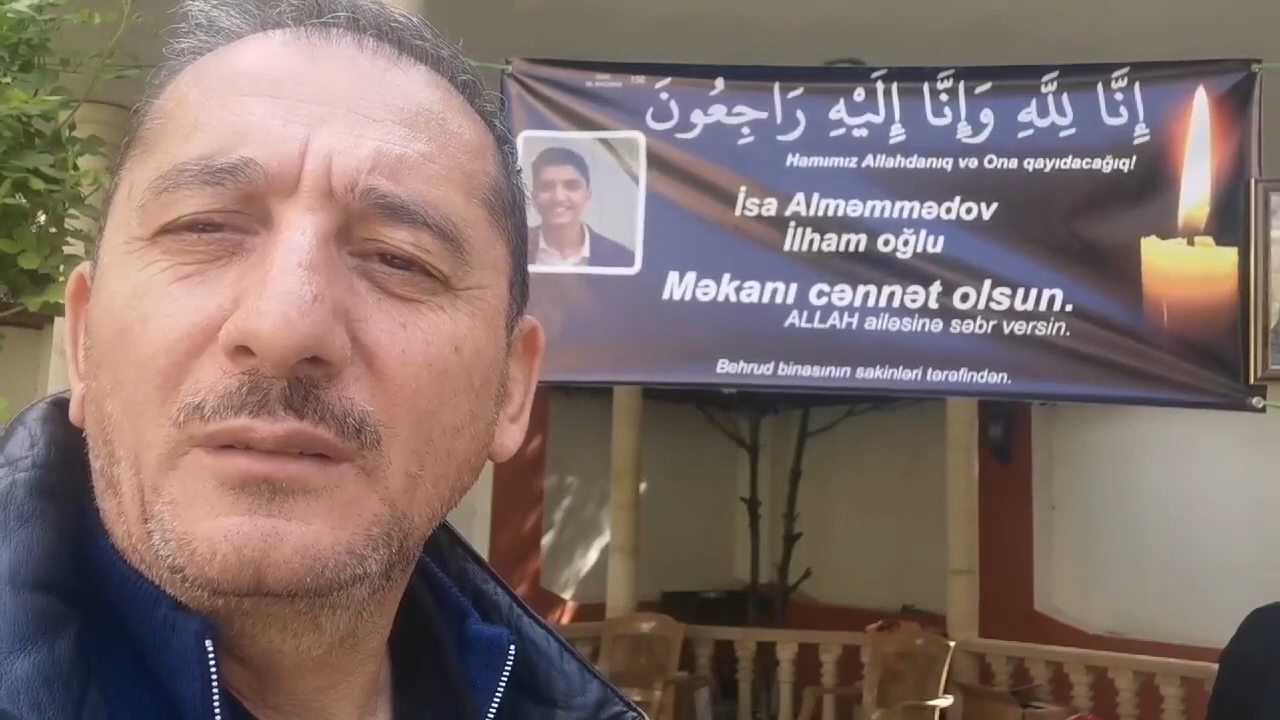 إِنَّا لِلَّهِ وَإِنَّا إِلَيْهِ رَاجِعُونَ
Hamımız Allahdanıq və Ona qayıdacağıq!
İsa Alməmmədov
İlham oğlu
Məkanı cənnət olsun.
ALLAH ailəsinə səbr versin.
Behrud binasının sakinləri tərəfindən.